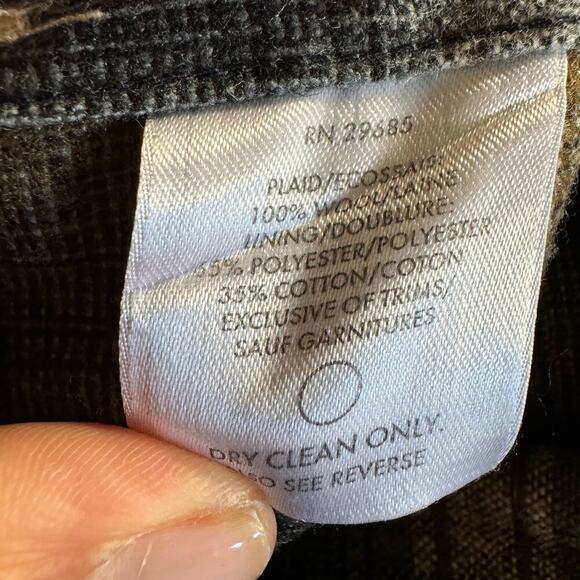 RN 29685
PLAID/ECOSSAIS:
100% WOOL/LAINE
LINING/DOUBLURE:
65% POLYESTER/POLYESTER
35% COTTON/COTON
EXCLUSIVE OF TRIMS/
SAUF GARNITURES
DRY CLEAN ONLY.
ALSO SEE REVERSE